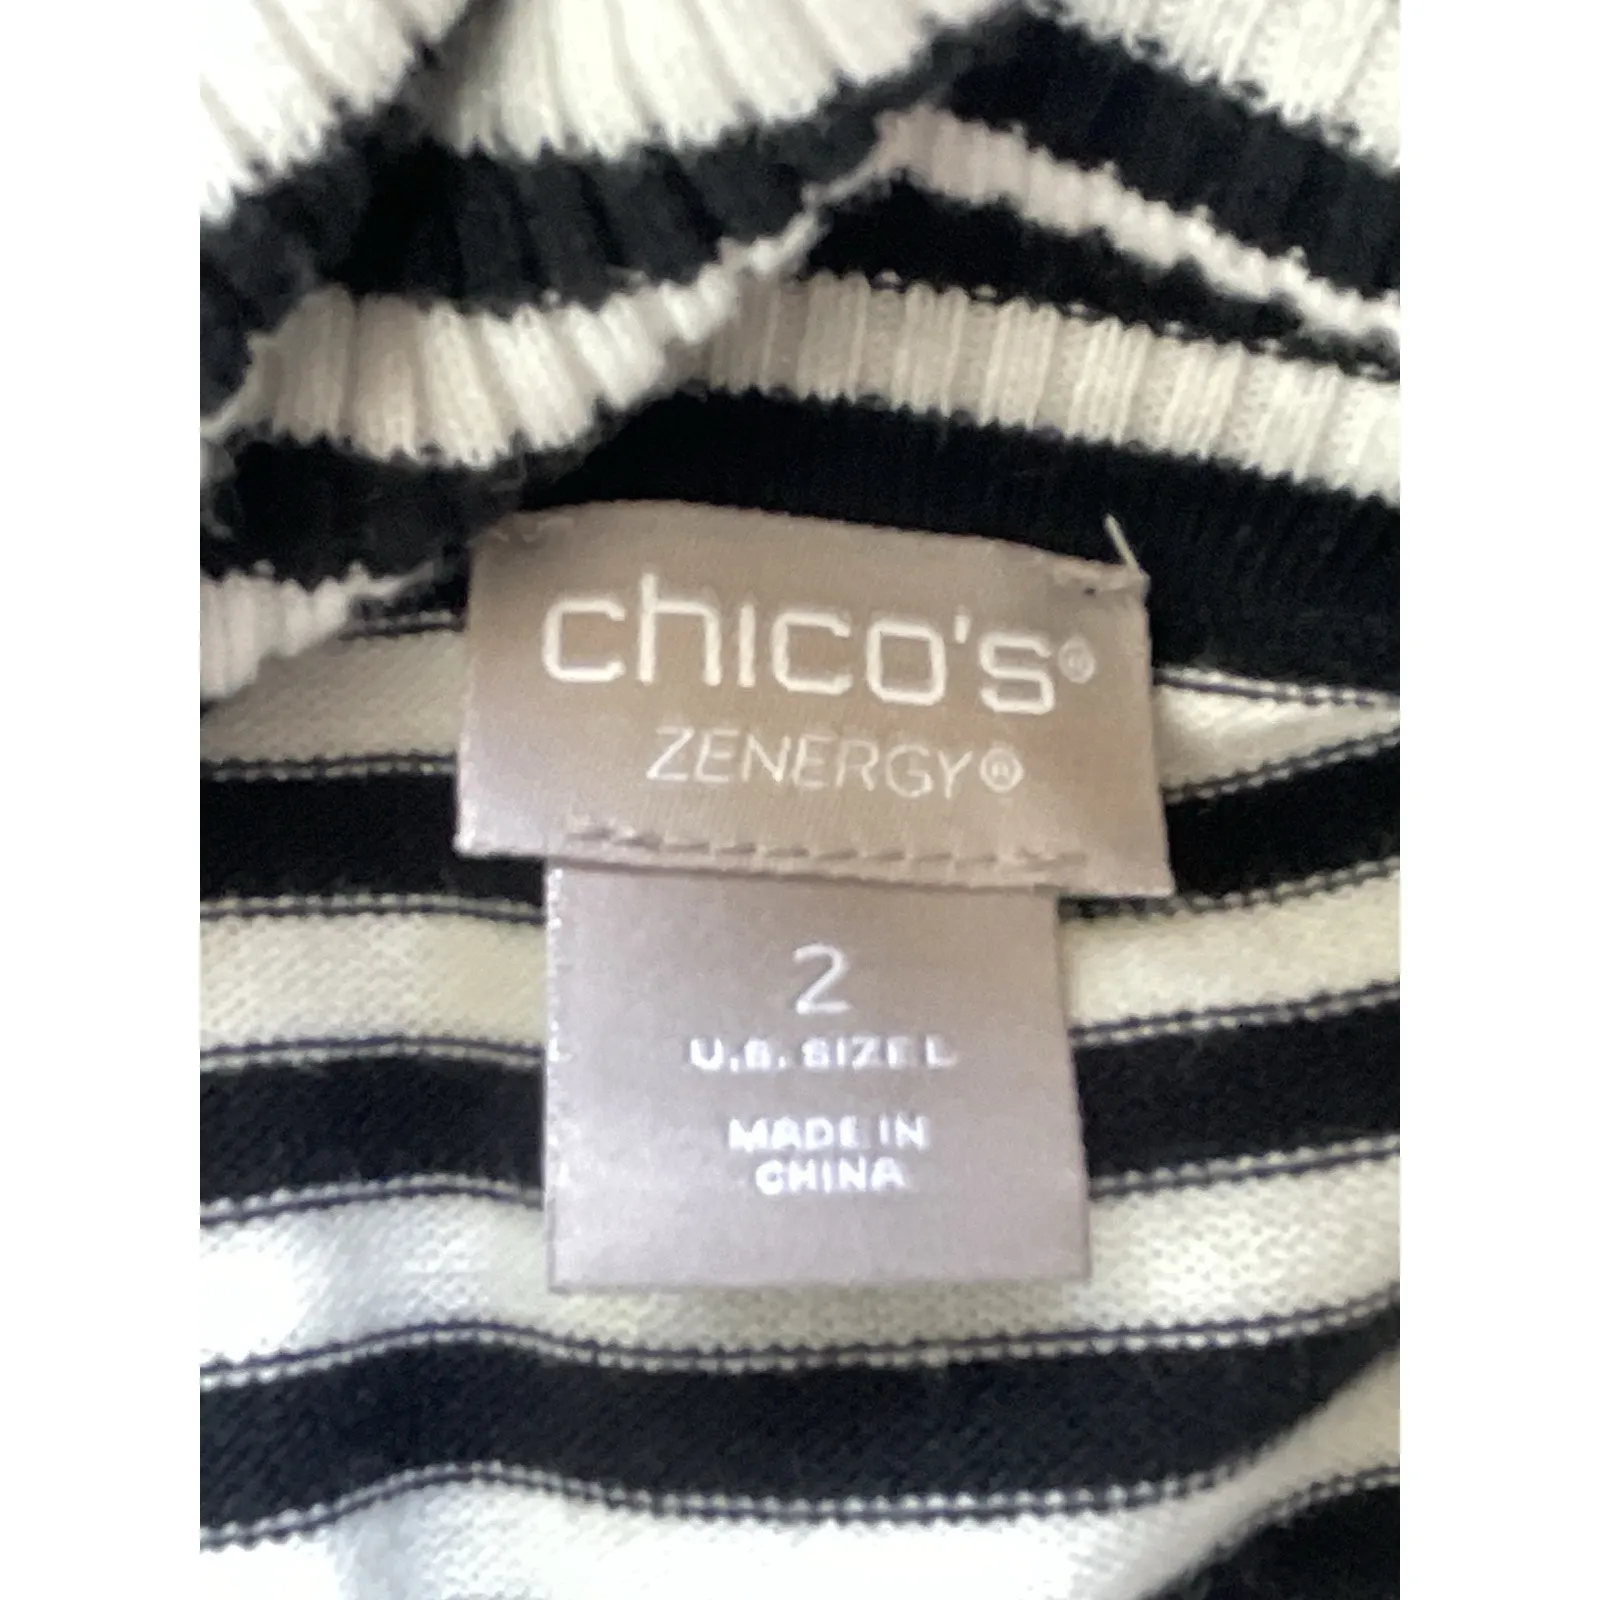 chico's®
ZENERGY®
2
U.S. SIZE L
MADE IN
CHINA